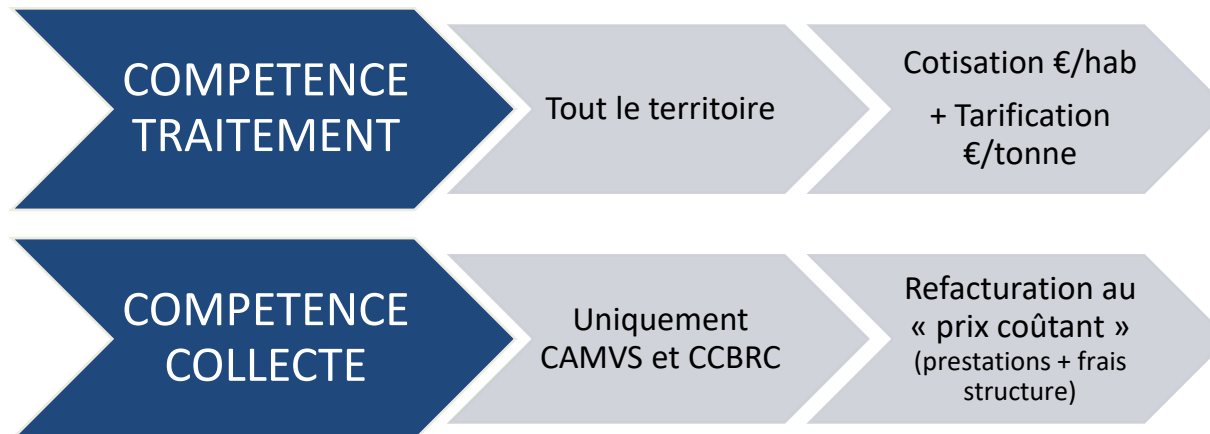 COMPETENCE
TRAITEMENT
Tout le territoire
Cotisation €/hab
+ Tarification
€/tonne
COMPETENCE
COLLECTE
Uniquement
CAMVS et CCBRC
Refacturation au
« prix coûtant »
(prestations + frais
structure)